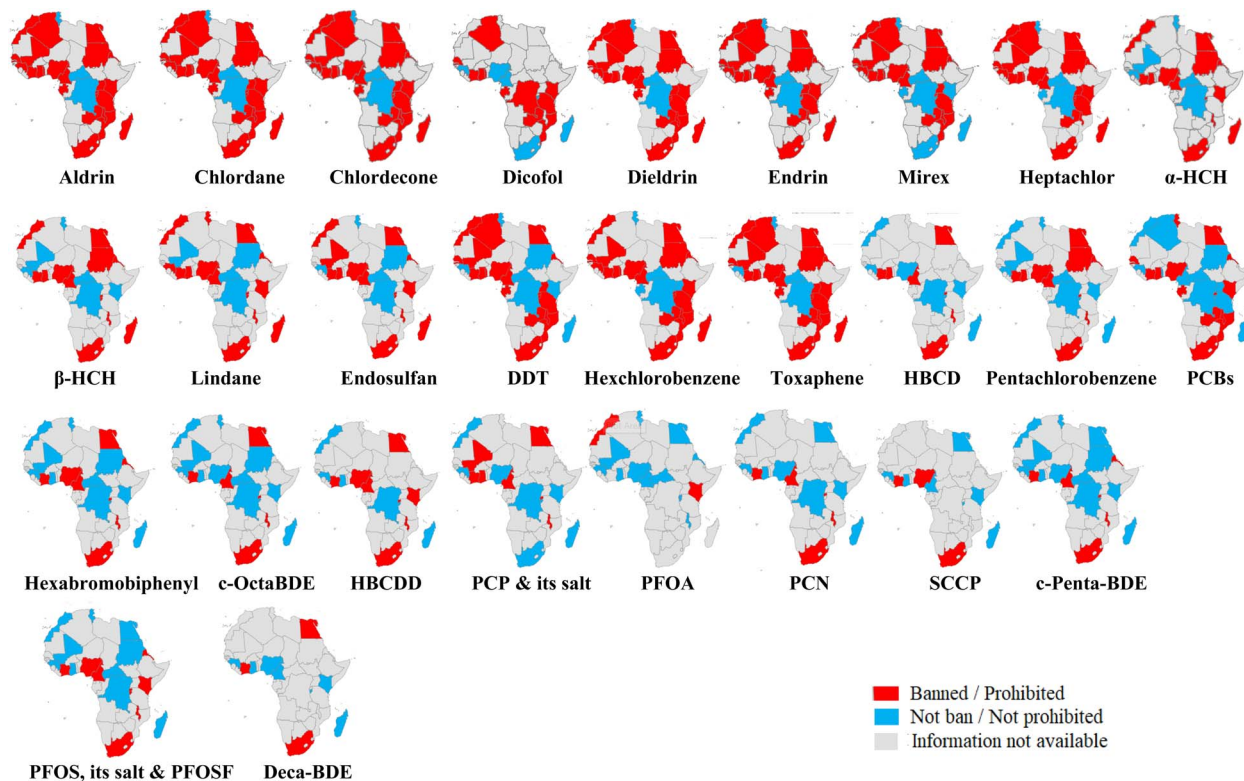 Aldrin Chlordane Chlordecone Dicofol Dieldrin Endrin Mirex Heptachlor α-HCH
β-HCH Lindane Endosulfan DDT Hexchlorobenzene Toxaphene HBCD Pentachlorobenzene PCBs
Hexabromobiphenyl c-OctaBDE HBCDD PCP & its salt PFOA PCN SCCP c-Penta-BDE
Banned / Prohibited
Not ban / Not prohibited
Information not available
PFOS, its salt & PFOSF Deca-BDE